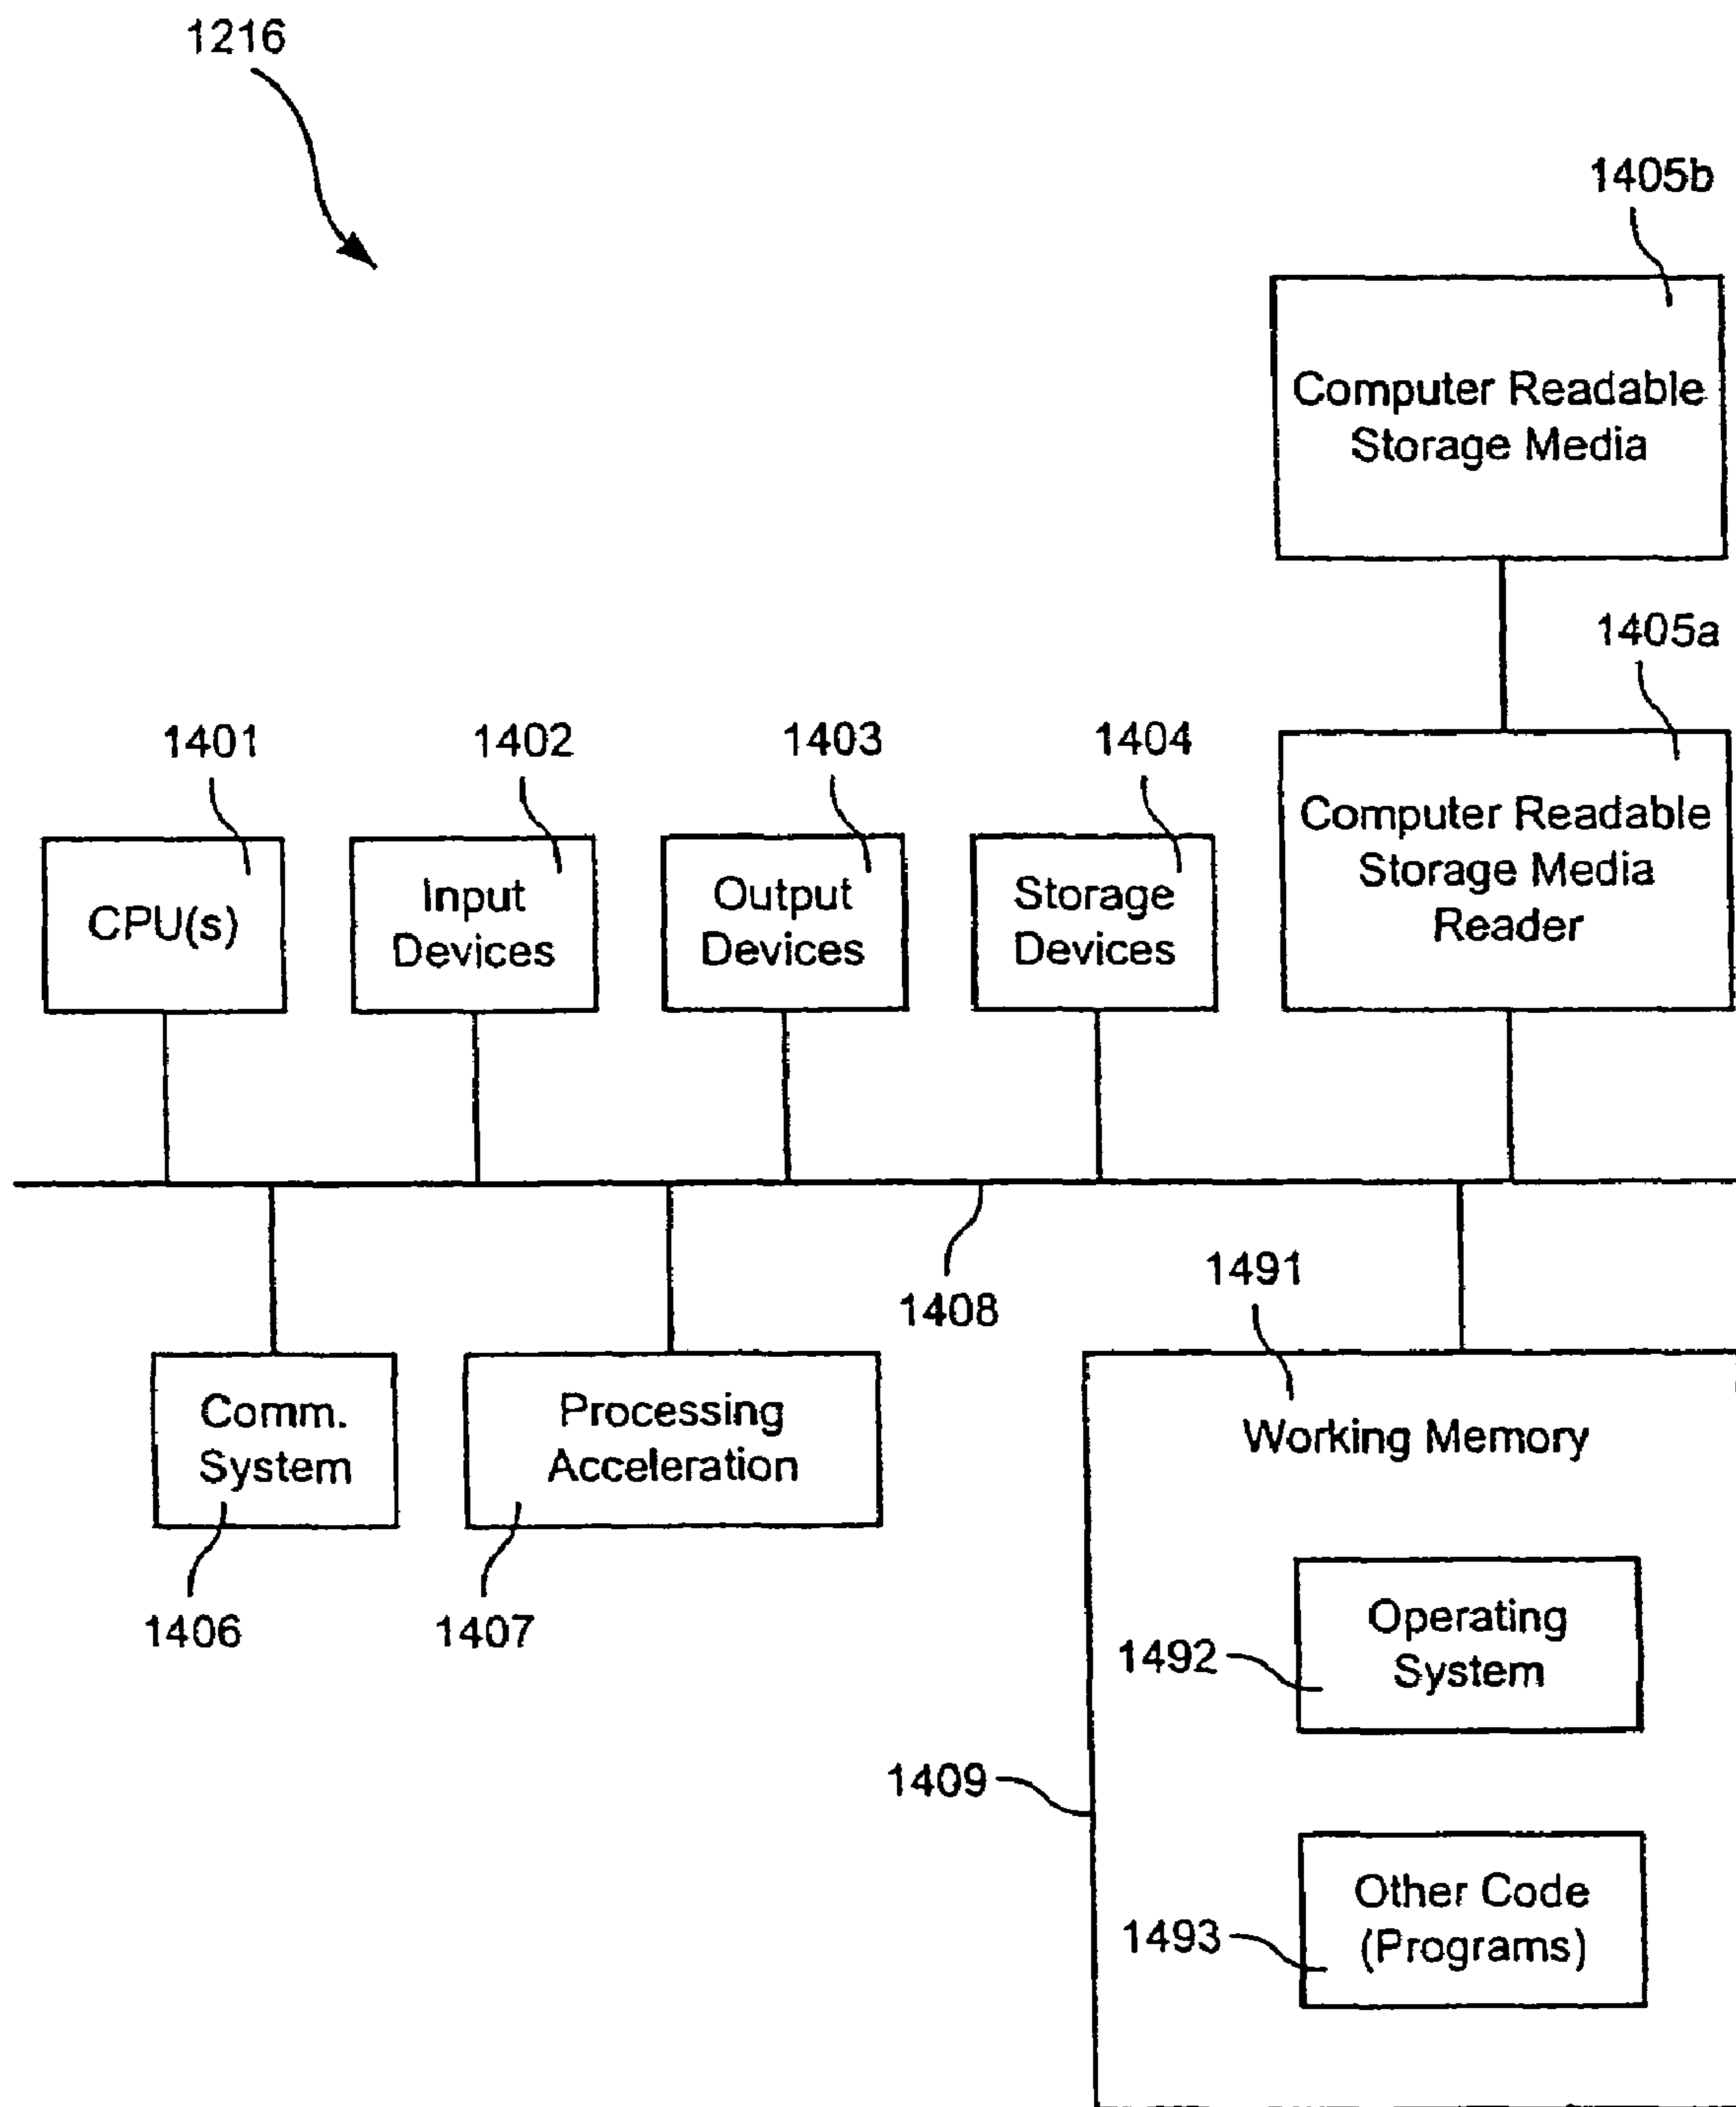 1216
1405b
Computer Readable
Storage Media
1405a
Computer Readable
Storage Media
Reader
1401
CPU(s)
1402
Input
Devices
1403
Output
Devices
1404
Storage
Devices
1408
1406
Comm.
System
1407
Processing
Acceleration
1491
Working Memory
1409
1492
Operating
System
1493
Other Code
(Programs)